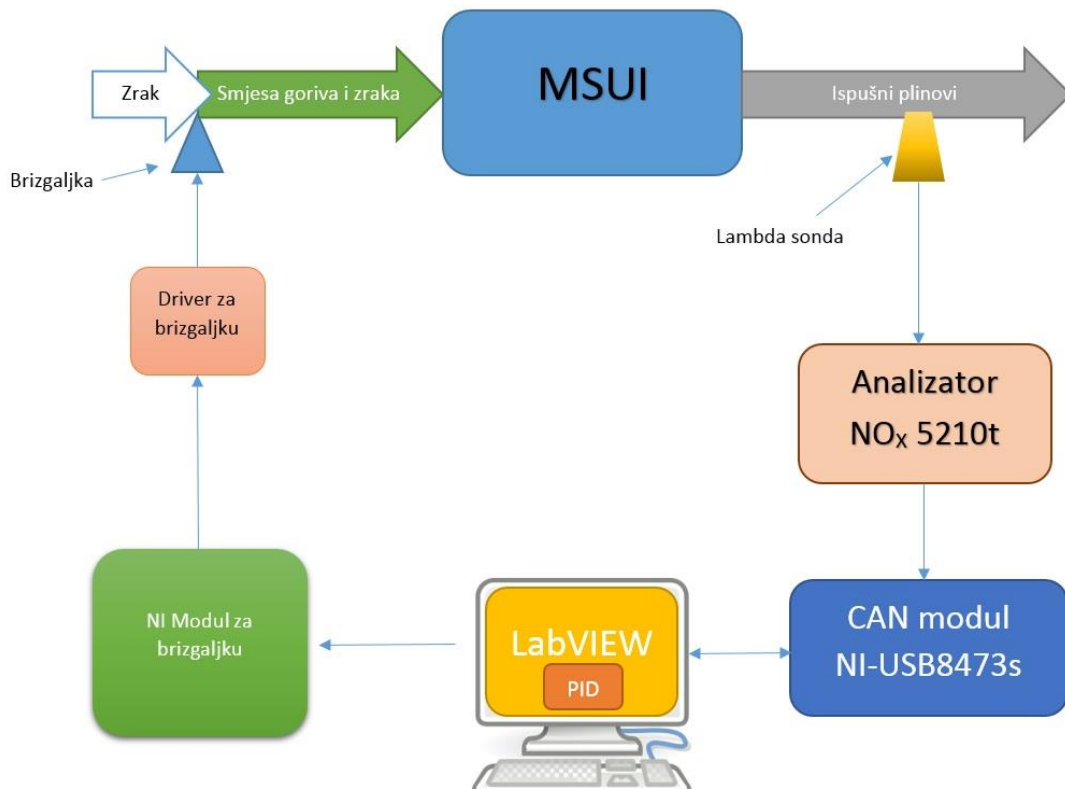 Zrak
Smjesa goriva i zraka
MSUI
Ispušni plinovi
Brizgaljka
Lambda sonda
Driver za
brizgaljku
Analizator
NOₓ 5210t
NI Modul za
brizgaljku
LabVIEW
PID
CAN modul
NI-USB8473s